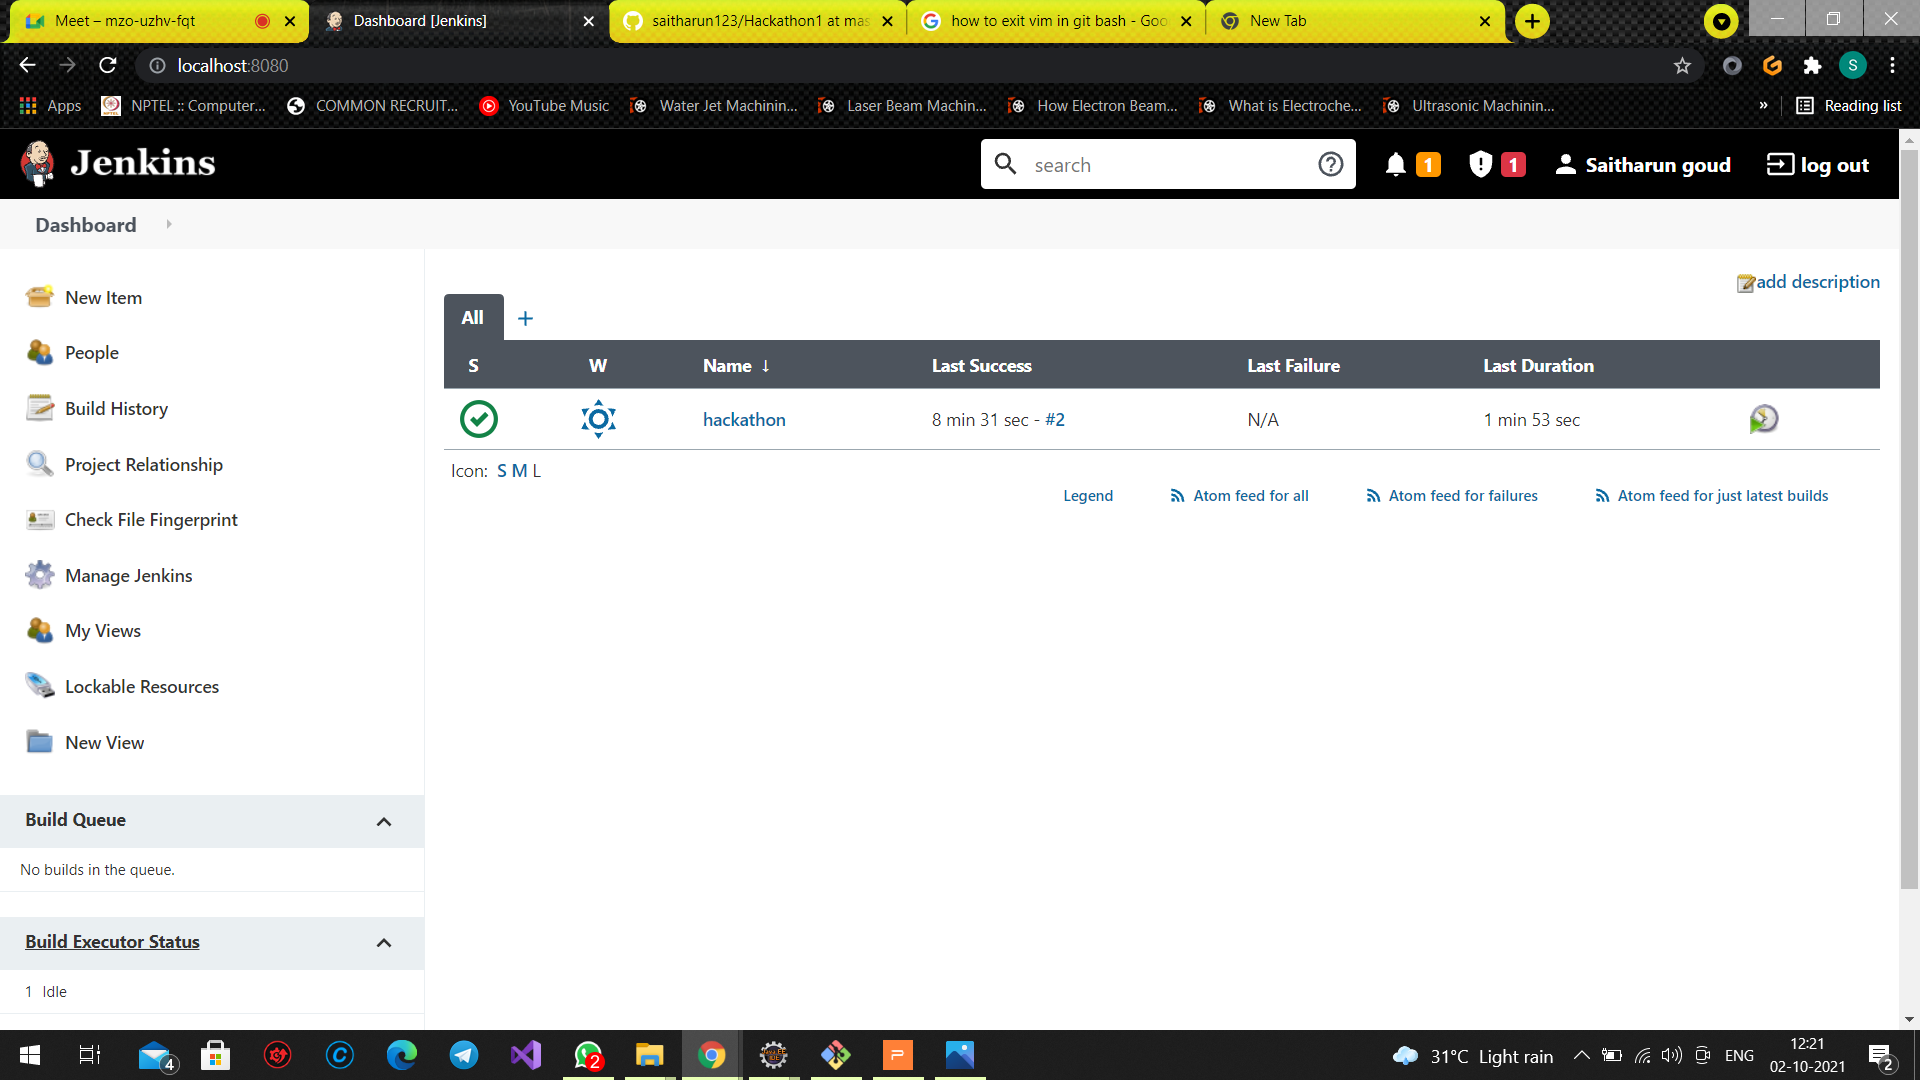 Meet – mzo-uzhv-fqt
Dashboard [Jenkins]
saitharun123/Hackathon1 at mas
how to exit vim in git bash - Goo
New Tab
localhost:8080
S
Apps
NPTEL :: Computer...
COMMON RECRUIT...
YouTube Music
Water Jet Machinin...
Laser Beam Machin...
How Electron Beam...
What is Electroche...
Ultrasonic Machinin...
»
Reading list
Jenkins
search
1
1
Saitharun goud
log out
Dashboard
New Item
People
Build History
Project Relationship
Check File Fingerprint
Manage Jenkins
My Views
Lockable Resources
New View
Build Queue
No builds in the queue.
Build Executor Status
1 Idle
add description
All +
S W Name ↓ Last Success Last Failure Last Duration
hackathon 8 min 31 sec - #2 N/A 1 min 53 sec
Icon: S M L
Legend Atom feed for all Atom feed for failures Atom feed for just latest builds
4
2
31°C Light rain
ENG
12:21
02-10-2021
2